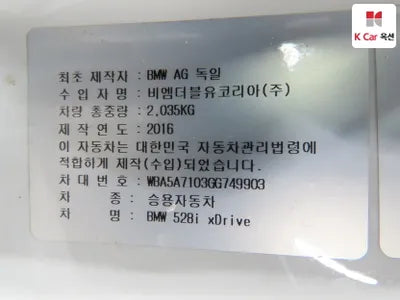 K Car 옥션
최초 제작자 : BMW AG 독일
수 입 자 명 : 비엠더블유코리아(주)
차량 총중량 : 2,035KG
제 작 연 도 : 2016
이 자동차는 대한민국 자동차관리법령에
적합하게 제작(수입)되었습니다.
차 대 번 호 : WBA5A7103GG749903
차 종 : 승용자동차
차 명 : BMW 528i xDrive